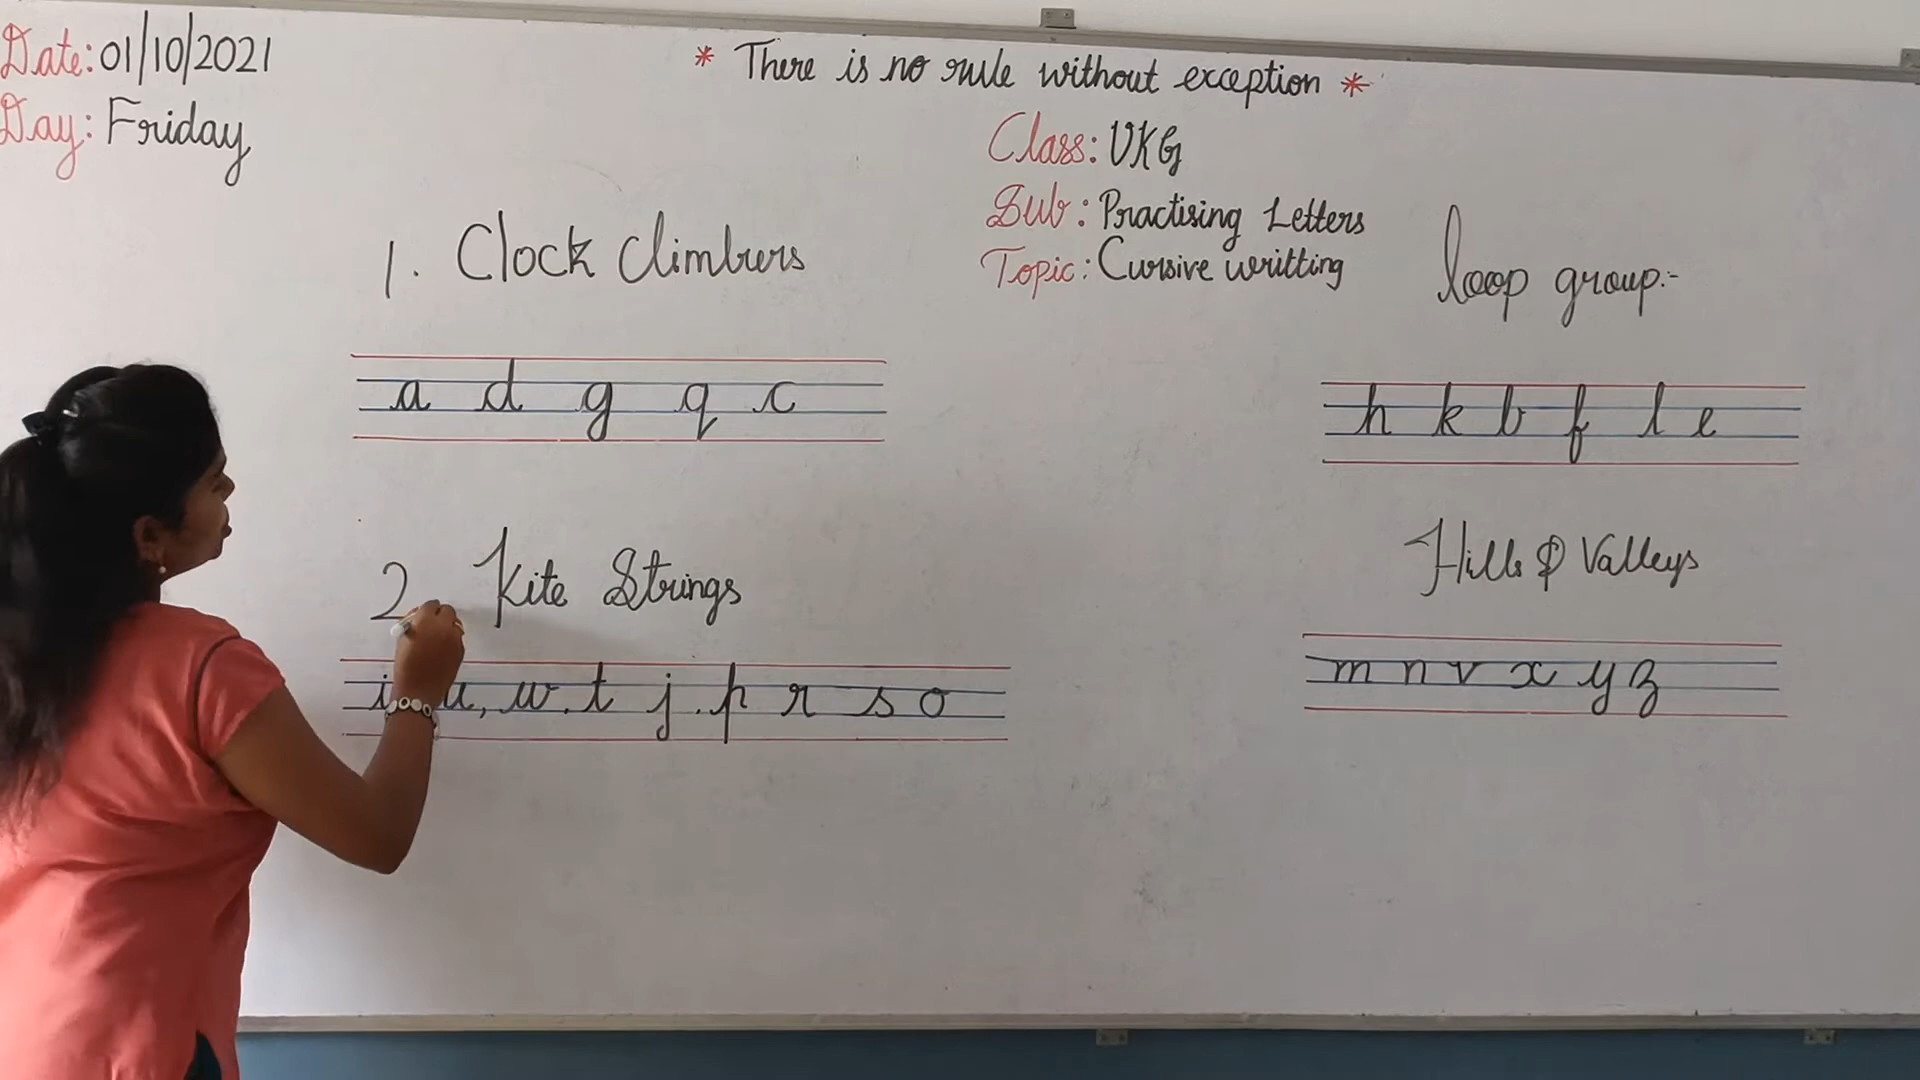 Date: 01/10/2021
Day: Friday
* There is no rule without exception *
Class: UKG
Sub: Practising Letters
Topic: Cursive writting
1. Clock Climbers
a d g q c
2 Kite Strings
i, u, w. t j. p r s o
loop group:-
h k b f l e
Hills & Valleys
m n v x y z